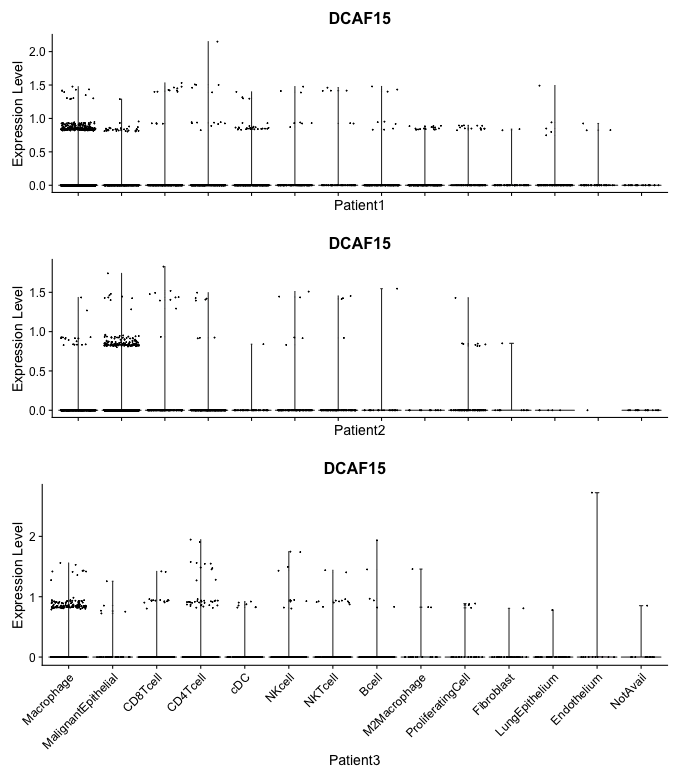 DCAF15
Expression Level
2.0
1.5
1.0
0.5
0.0
Patient1
DCAF15
Expression Level
1.5
1.0
0.5
0.0
Patient2
DCAF15
Expression Level
2
1
0
Macrophage
MalignantEpithelial
CD8Tcell
CD4Tcell
cDC
NKcell
NKTcell
Bcell
M2Macrophage
ProliferatingCell
Fibroblast
LungEpithelium
Endothelium
NotAvail
Patient3